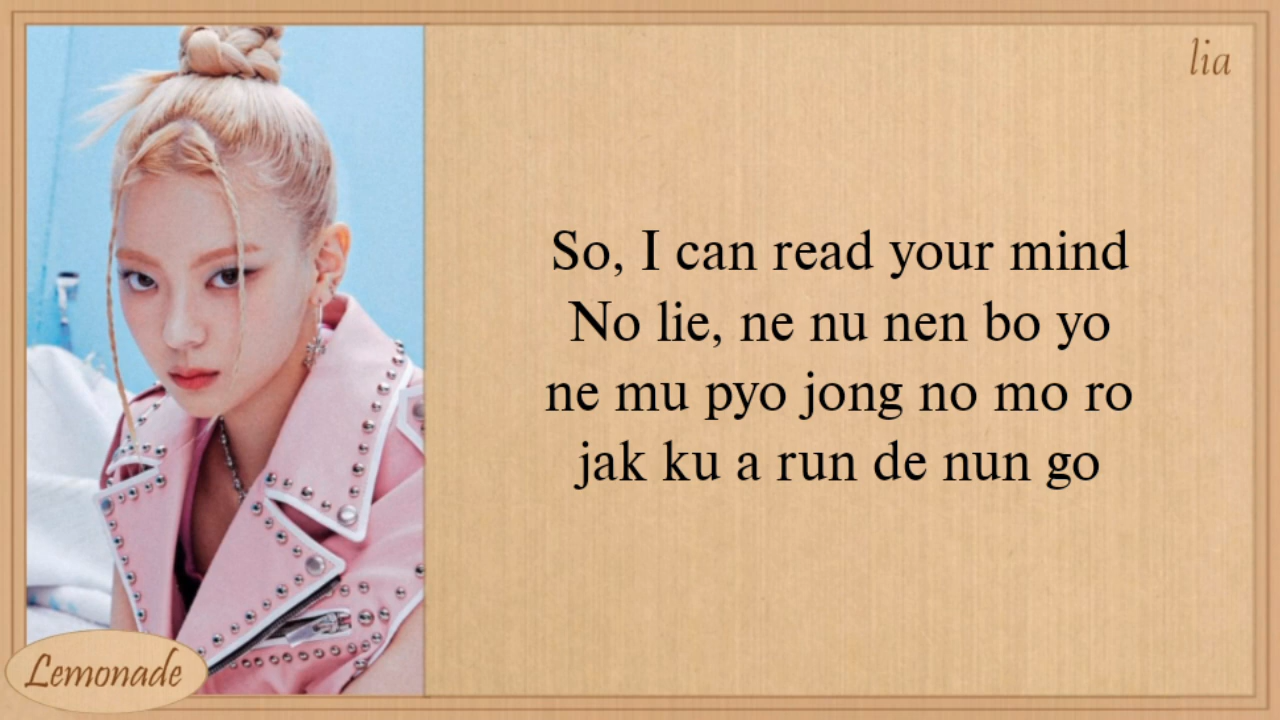 lia
So, I can read your mind
No lie, ne nu nen bo yo
ne mu pyo jong no mo ro
jak ku a run de nun go
Lemonade